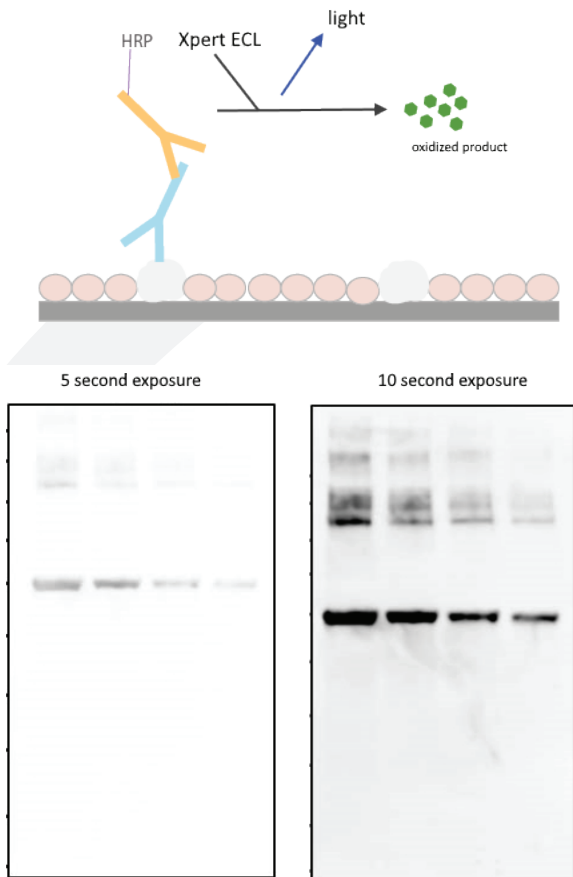 light
Xpert ECL
HRP
oxidized product
5 second exposure
10 second exposure